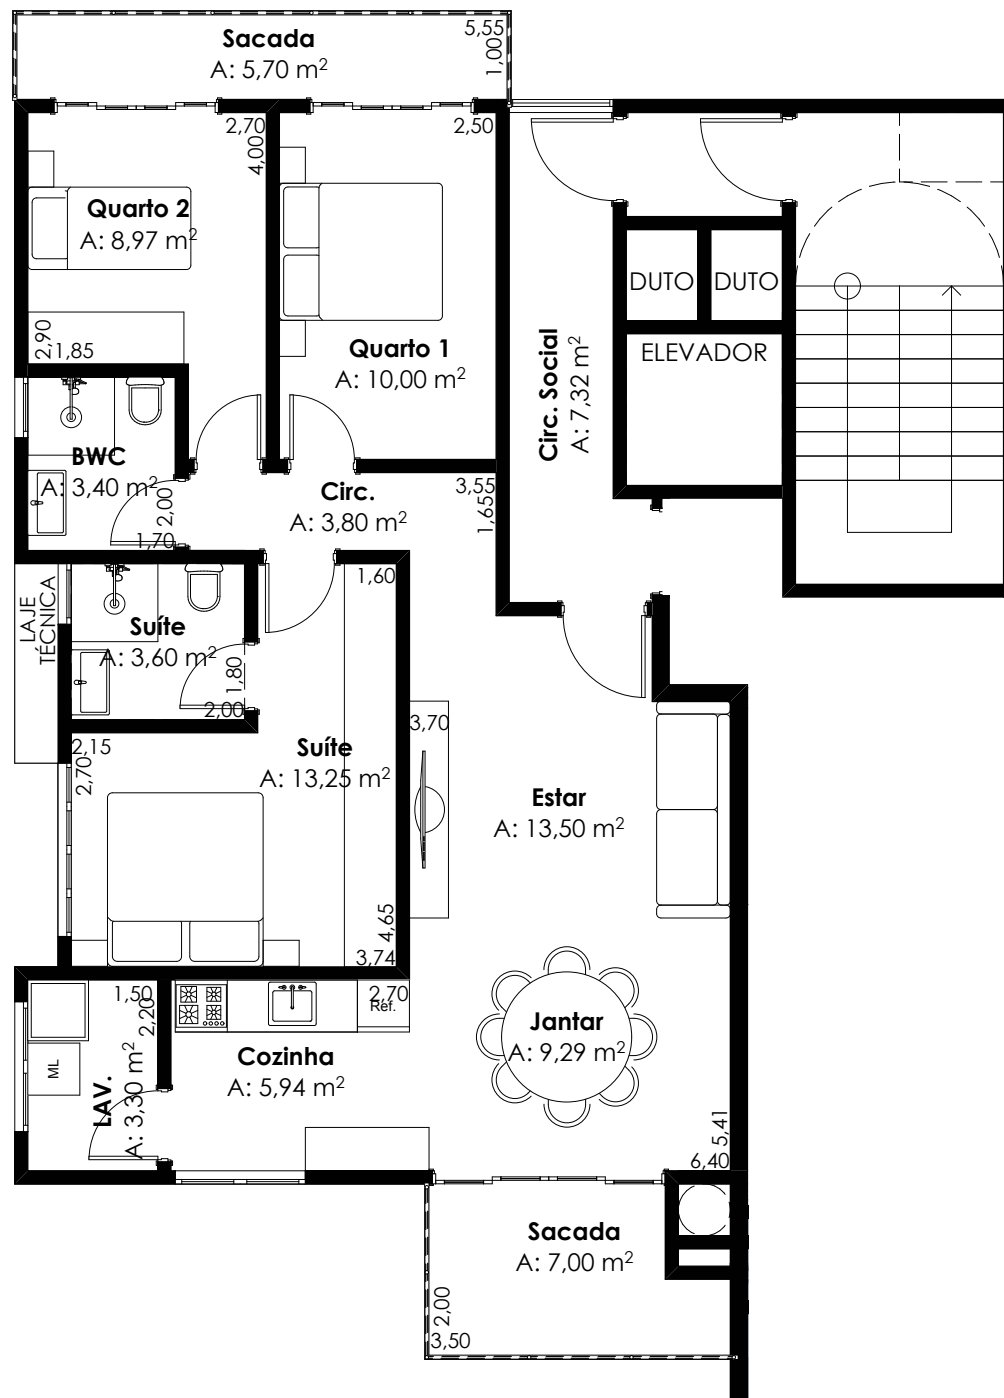 Sacada
A: 5,70 m²
5,55
1,00
2,70
4,00
2,50
Quarto 2
A: 8,97 m²
2,90
1,85
Quarto 1
A: 10,00 m²
DUTO
DUTO
ELEVADOR
Circ. Social
A: 7,32 m²
BWC
A: 3,40 m²
2,00
1,70
Circ.
A: 3,80 m²
3,55
1,65
LAJE
TÉCNICA
Suíte
A: 3,60 m²
1,80
2,00
1,60
2,15
2,70
Suíte
A: 13,25 m²
4,65
3,74
3,70
Estar
A: 13,50 m²
1,50
2,20
ML
LAV.
A: 3,30 m²
2,70
Ref.
Cozinha
A: 5,94 m²
Jantar
A: 9,29 m²
5,41
6,40
Sacada
A: 7,00 m²
2,00
3,50